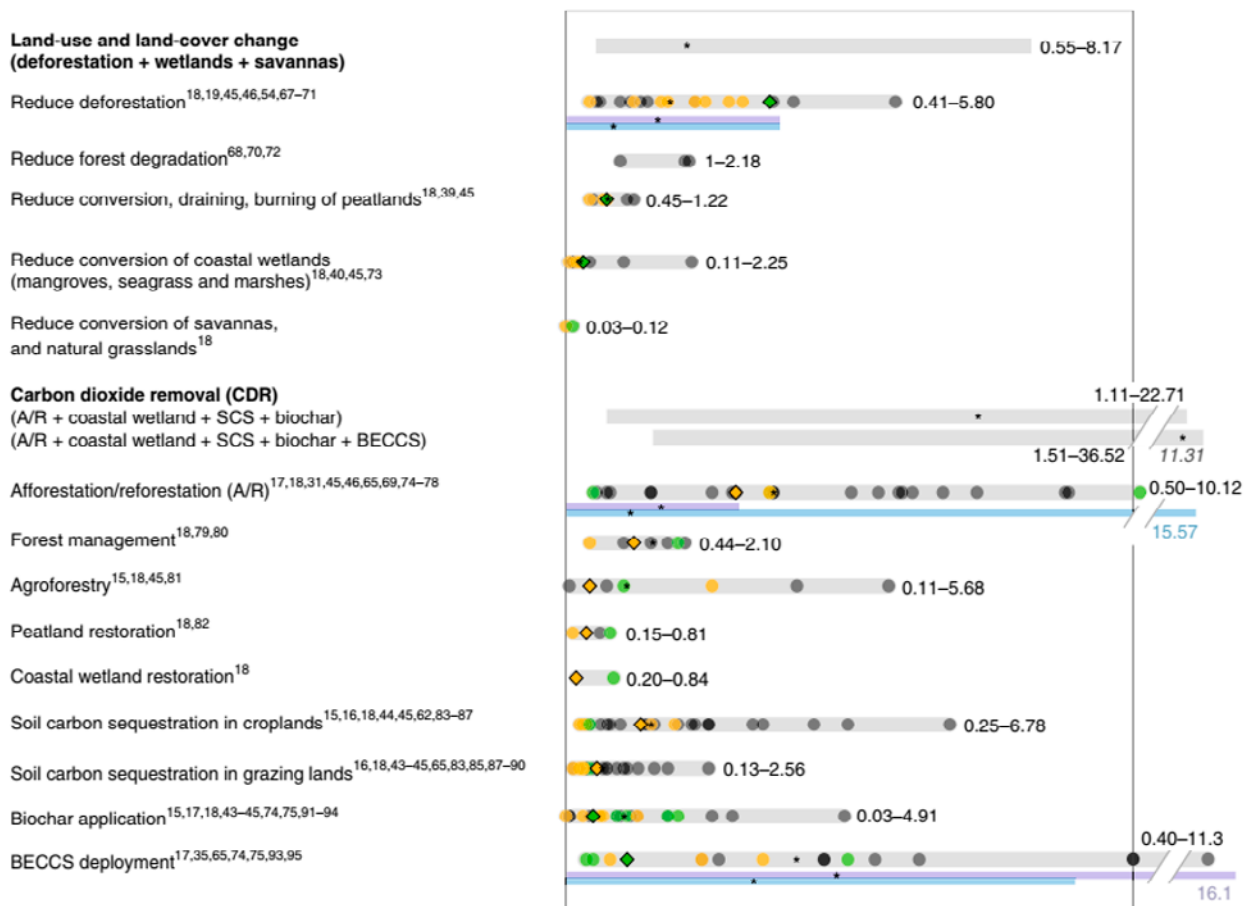 Land-use and land-cover change
(deforestation + wetlands + savannas)
0.55–8.17
Reduce deforestation18,19,45,46,54,67–71
0.41–5.80
Reduce forest degradation68,70,72
1–2.18
Reduce conversion, draining, burning of peatlands18,39,45
0.45–1.22
Reduce conversion of coastal wetlands
(mangroves, seagrass and marshes)18,40,45,73
0.11–2.25
Reduce conversion of savannas,
and natural grasslands18
0.03–0.12
Carbon dioxide removal (CDR)
1.11–22.71
(A/R + coastal wetland + SCS + biochar)
(A/R + coastal wetland + SCS + biochar + BECCS)
1.51–36.52
11.31
Afforestation/reforestation (A/R)17,18,31,45,46,65,69,74–78
0.50–10.12
15.57
Forest management18,79,80
0.44–2.10
Agroforestry15,18,45,81
0.11–5.68
Peatland restoration18,82
0.15–0.81
Coastal wetland restoration18
0.20–0.84
Soil carbon sequestration in croplands15,16,18,44,45,62,83–87
0.25–6.78
Soil carbon sequestration in grazing lands16,18,43–45,65,83,85,87–90
0.13–2.56
Biochar application15,17,18,43–45,74,75,91–94
0.03–4.91
BECCS deployment17,35,65,74,75,93,95
0.40–11.3
16.1